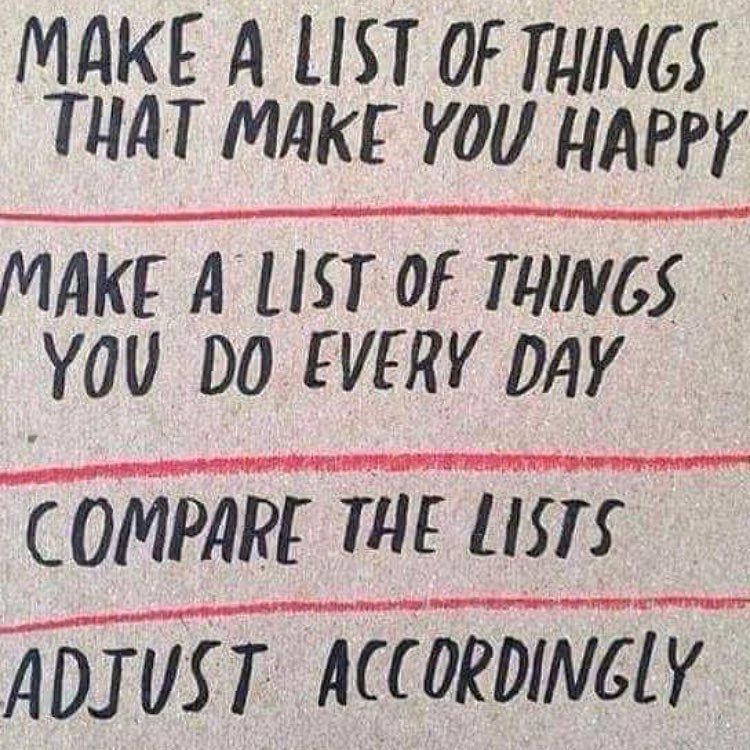 MAKE A LIST OF THINGS
THAT MAKE YOU HAPPY
MAKE A LIST OF THINGS
YOU DO EVERY DAY
COMPARE THE LISTS
ADJUST ACCORDINGLY